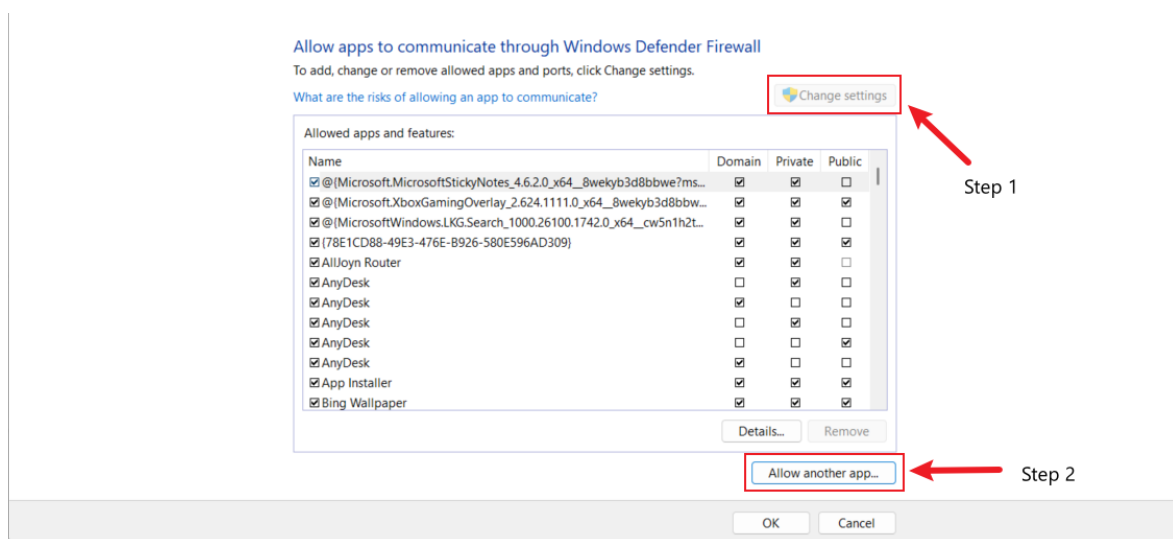 Allow apps to communicate through Windows Defender Firewall
To add, change or remove allowed apps and ports, click Change settings.
What are the risks of allowing an app to communicate?
Change settings
Step 1
Allowed apps and features:
Name Domain Private Public
@{Microsoft.MicrosoftStickyNotes_4.6.2.0_x64__8wekyb3d8bbwe?ms...
@{Microsoft.XboxGamingOverlay_2.624.1111.0_x64__8wekyb3d8bbw...
@{MicrosoftWindows.LKG.Search_1000.26100.1742.0_x64__cw5n1h2t...
{78E1CD88-49E3-476E-B926-580E596AD309}
AllJoyn Router
AnyDesk
AnyDesk
AnyDesk
AnyDesk
AnyDesk
App Installer
Bing Wallpaper
Details... Remove
Allow another app...
Step 2
OK Cancel